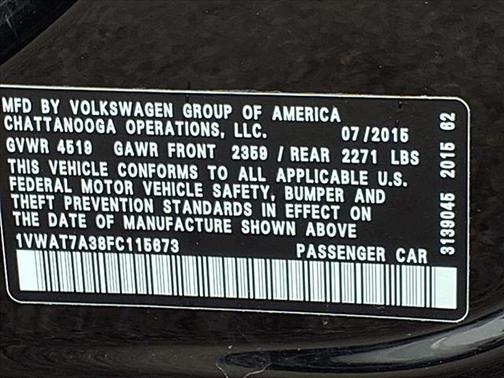 MFD BY VOLKSWAGEN GROUP OF AMERICA
CHATTANOOGA OPERATIONS, LLC. 07/2015
GVWR 4519 GAWR FRONT 2359 / REAR 2271 LBS
THIS VEHICLE CONFORMS TO ALL APPLICABLE U.S.
FEDERAL MOTOR VEHICLE SAFETY, BUMPER AND
THEFT PREVENTION STANDARDS IN EFFECT ON
THE DATE OF MANUFACTURE SHOWN ABOVE
1VWAT7A38FC115673 PASSENGER CAR
3139045 2015 62